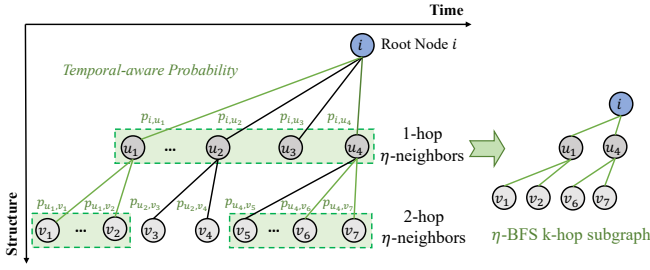 Time
i
Root Node i
Temporal-aware Probability
p_{i,u_1} p_{i,u_2} p_{i,u_3} p_{i,u_4}
i
u_1 ... u_2 u_3 u_4
1-hop
η-neighbors
u_1 u_4
p_{u_1,v_1} p_{u_1,v_2} p_{u_2,v_3} p_{u_2,v_4} p_{u_4,v_5} p_{u_4,v_6} p_{u_4,v_7}
v_1 v_2 v_6 v_7
v_1 ... v_2 v_3 v_4 v_5 ... v_6 v_7
2-hop
η-neighbors
η-BFS k-hop subgraph
Structure